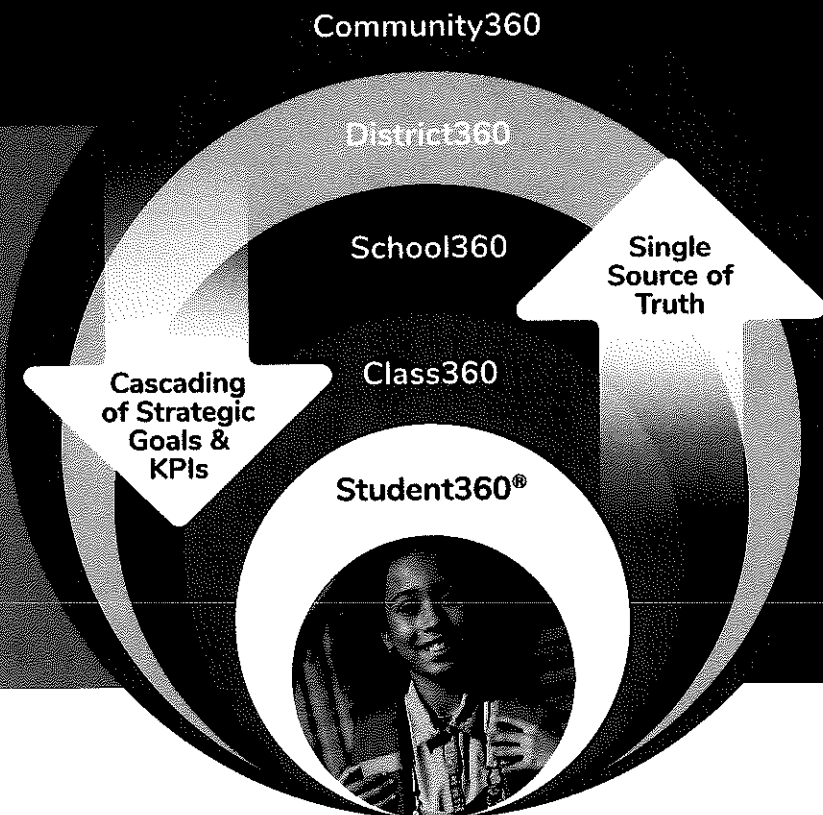 Community360
District360
School360
Single
Source of
Truth
Class360
Cascading
of Strategic
Goals &
KPIs
Student360®